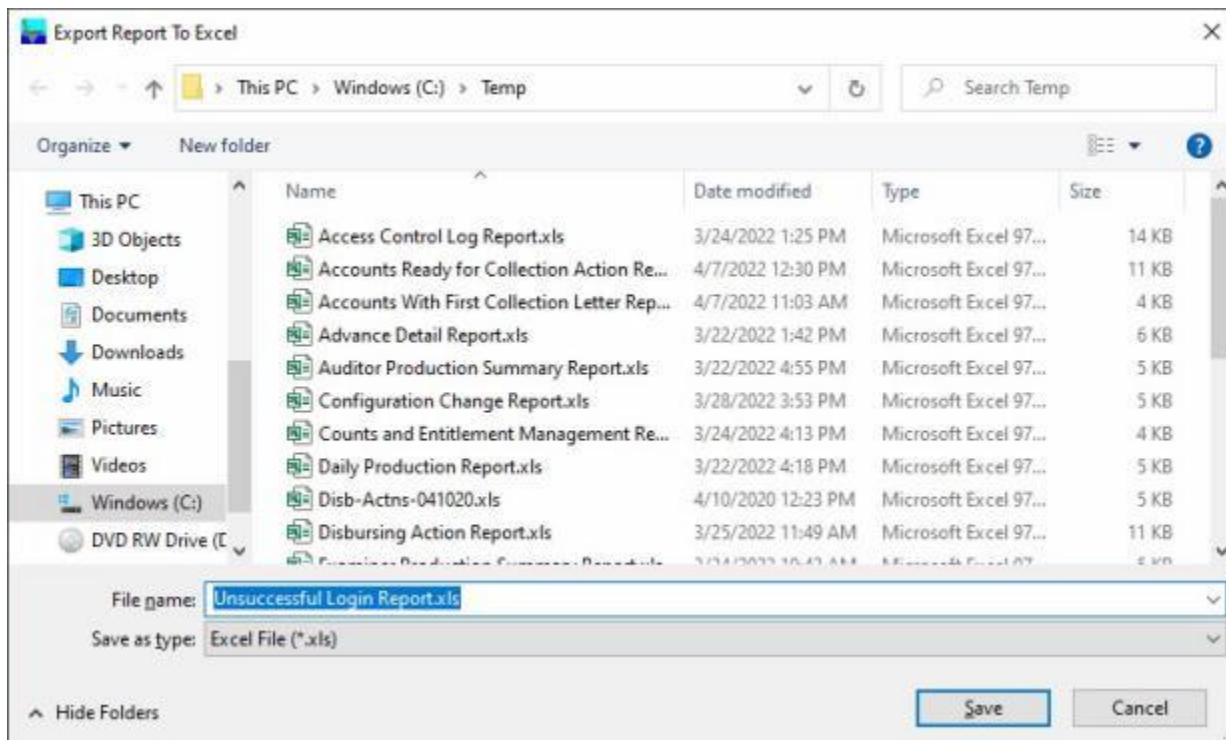 Export Report To Excel
This PC > Windows (C:) > Temp
Search Temp
Organize
New folder
Name Date modified Type Size
This PC
3D Objects
Desktop
Documents
Downloads
Music
Pictures
Videos
Windows (C:)
DVD RW Drive (D
Access Control Log Report.xls 3/24/2022 1:25 PM Microsoft Excel 97... 14 KB
Accounts Ready for Collection Action Re... 4/7/2022 12:30 PM Microsoft Excel 97... 11 KB
Accounts With First Collection Letter Rep... 4/7/2022 11:03 AM Microsoft Excel 97... 4 KB
Advance Detail Report.xls 3/22/2022 1:42 PM Microsoft Excel 97... 6 KB
Auditor Production Summary Report.xls 3/22/2022 4:55 PM Microsoft Excel 97... 5 KB
Configuration Change Report.xls 3/28/2022 3:53 PM Microsoft Excel 97... 5 KB
Counts and Entitlement Management Re... 3/24/2022 4:13 PM Microsoft Excel 97... 4 KB
Daily Production Report.xls 3/22/2022 4:18 PM Microsoft Excel 97... 5 KB
Disb-Actns-041020.xls 4/10/2020 12:23 PM Microsoft Excel 97... 5 KB
Disbursing Action Report.xls 3/25/2022 11:49 AM Microsoft Excel 97... 11 KB
File name: Unsuccessful Login Report.xls
Save as type: Excel File (*.xls)
Hide Folders
Save
Cancel